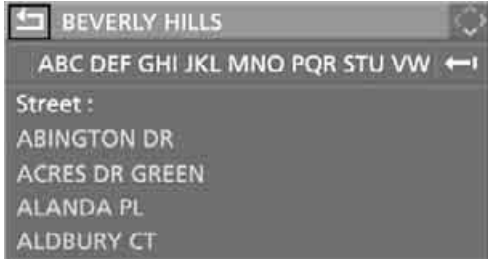 BEVERLY HILLS
ABC DEF GHI JKL MNO PQR STU VW
Street :
ABINGTON DR
ACRES DR GREEN
ALANDA PL
ALDBURY CT